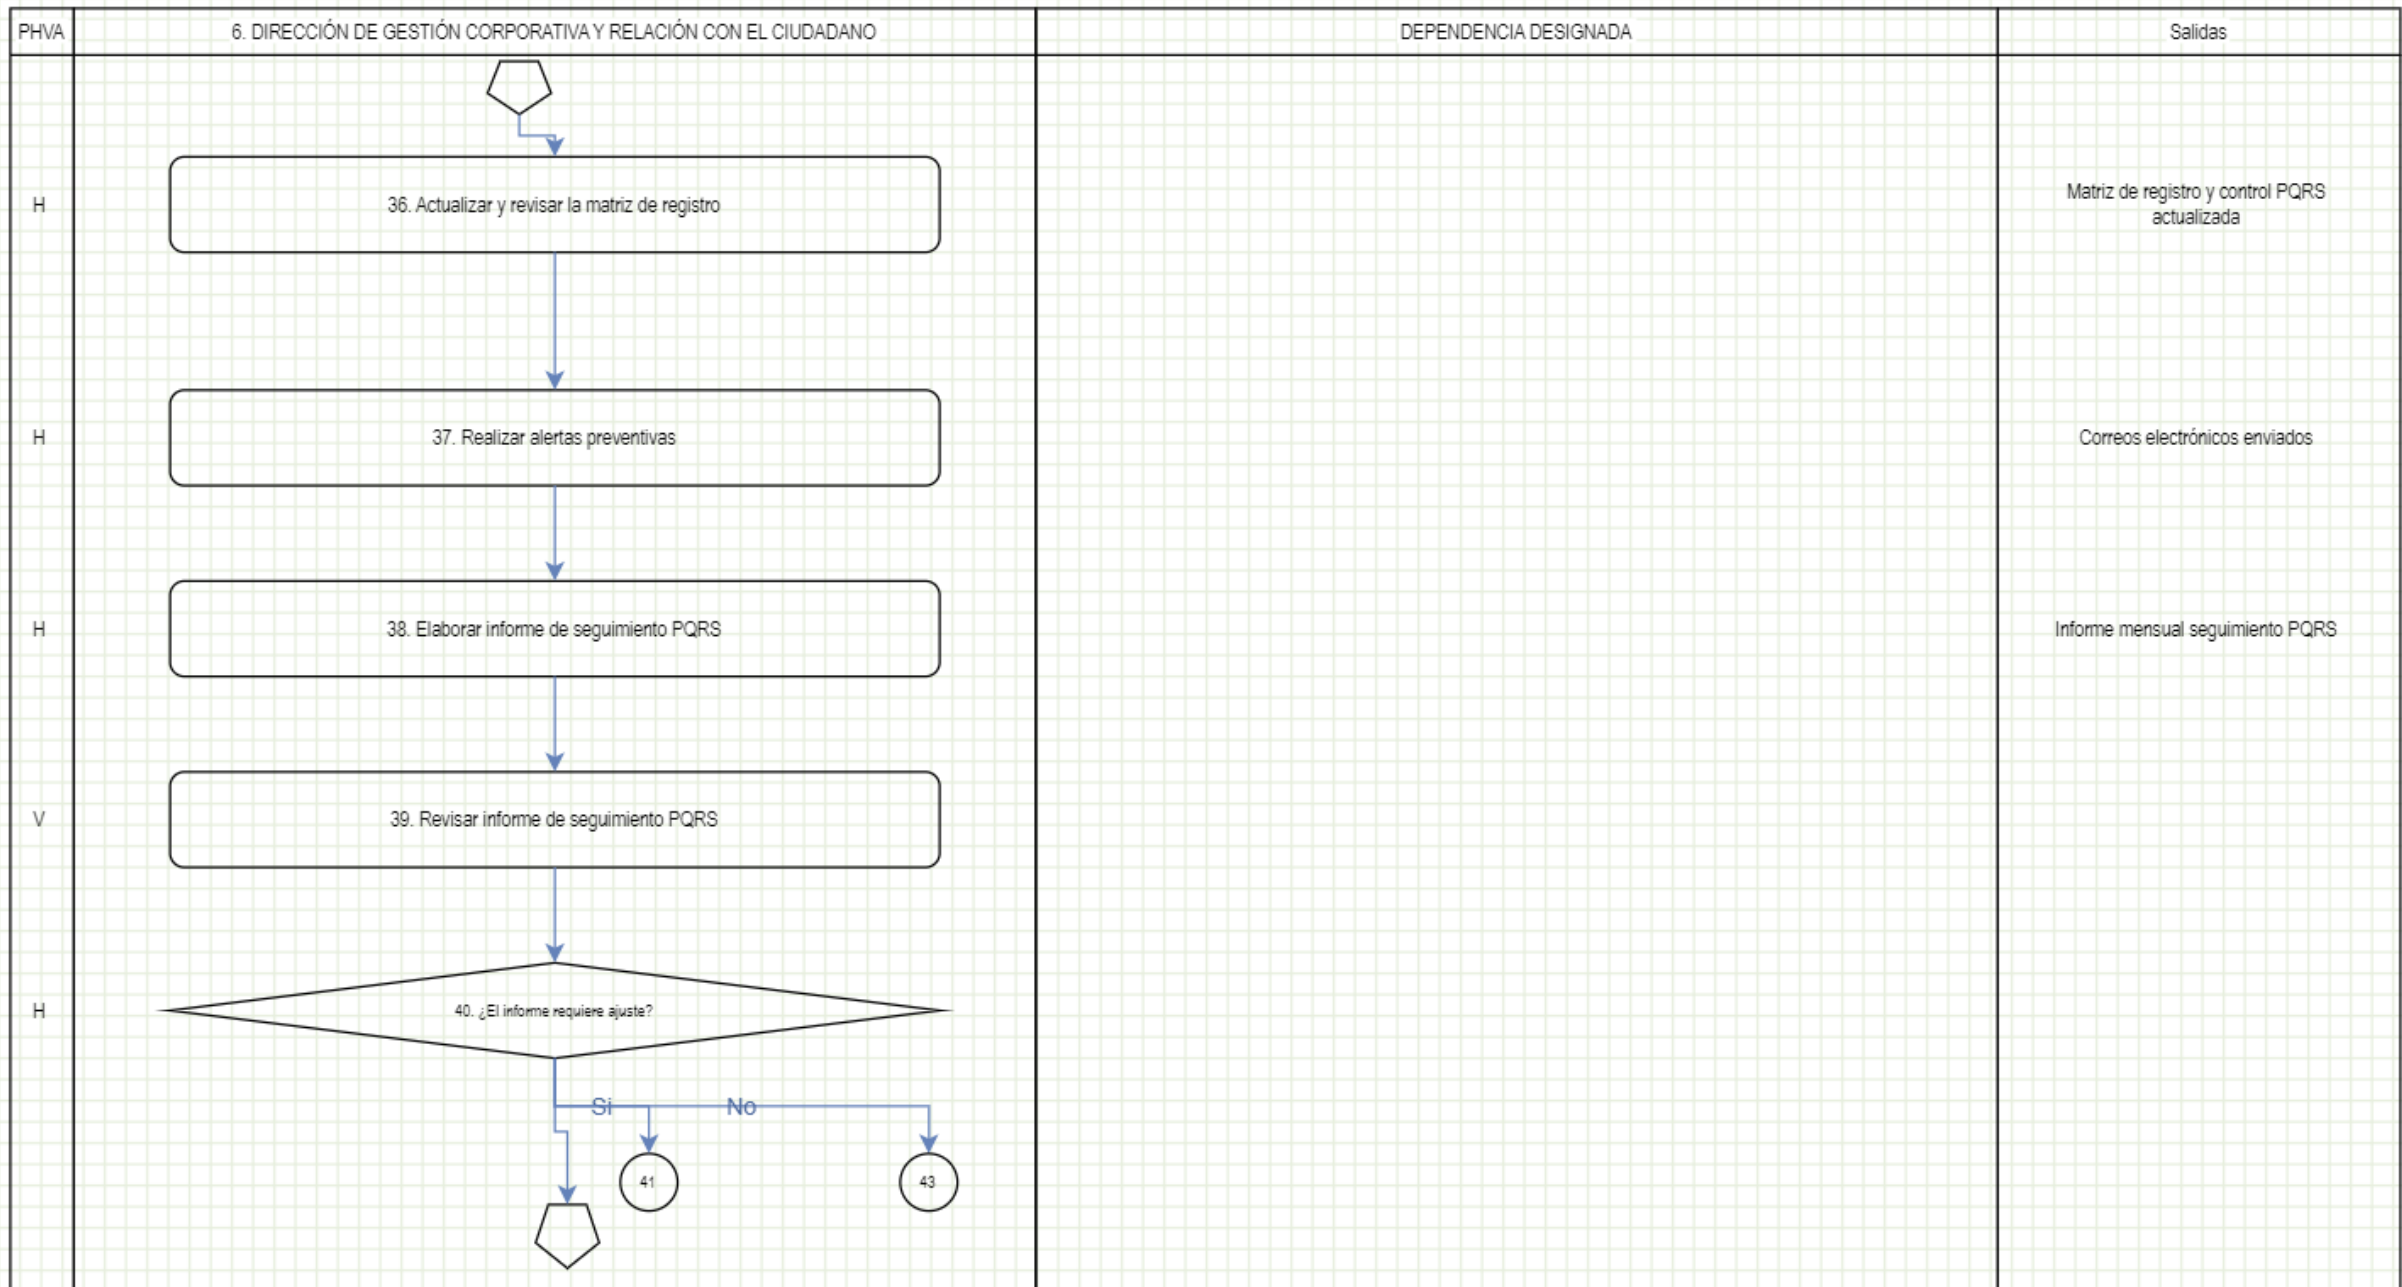 PHVA
6. DIRECCIÓN DE GESTIÓN CORPORATIVA Y RELACIÓN CON EL CIUDADANO
DEPENDENCIA DESIGNADA
Salidas
H
36. Actualizar y revisar la matriz de registro
Matriz de registro y control PQRS
actualizada
H
37. Realizar alertas preventivas
Correos electrónicos enviados
H
38. Elaborar informe de seguimiento PQRS
Informe mensual seguimiento PQRS
V
39. Revisar informe de seguimiento PQRS
H
40. ¿El informe requiere ajuste?
Si
No
41
43